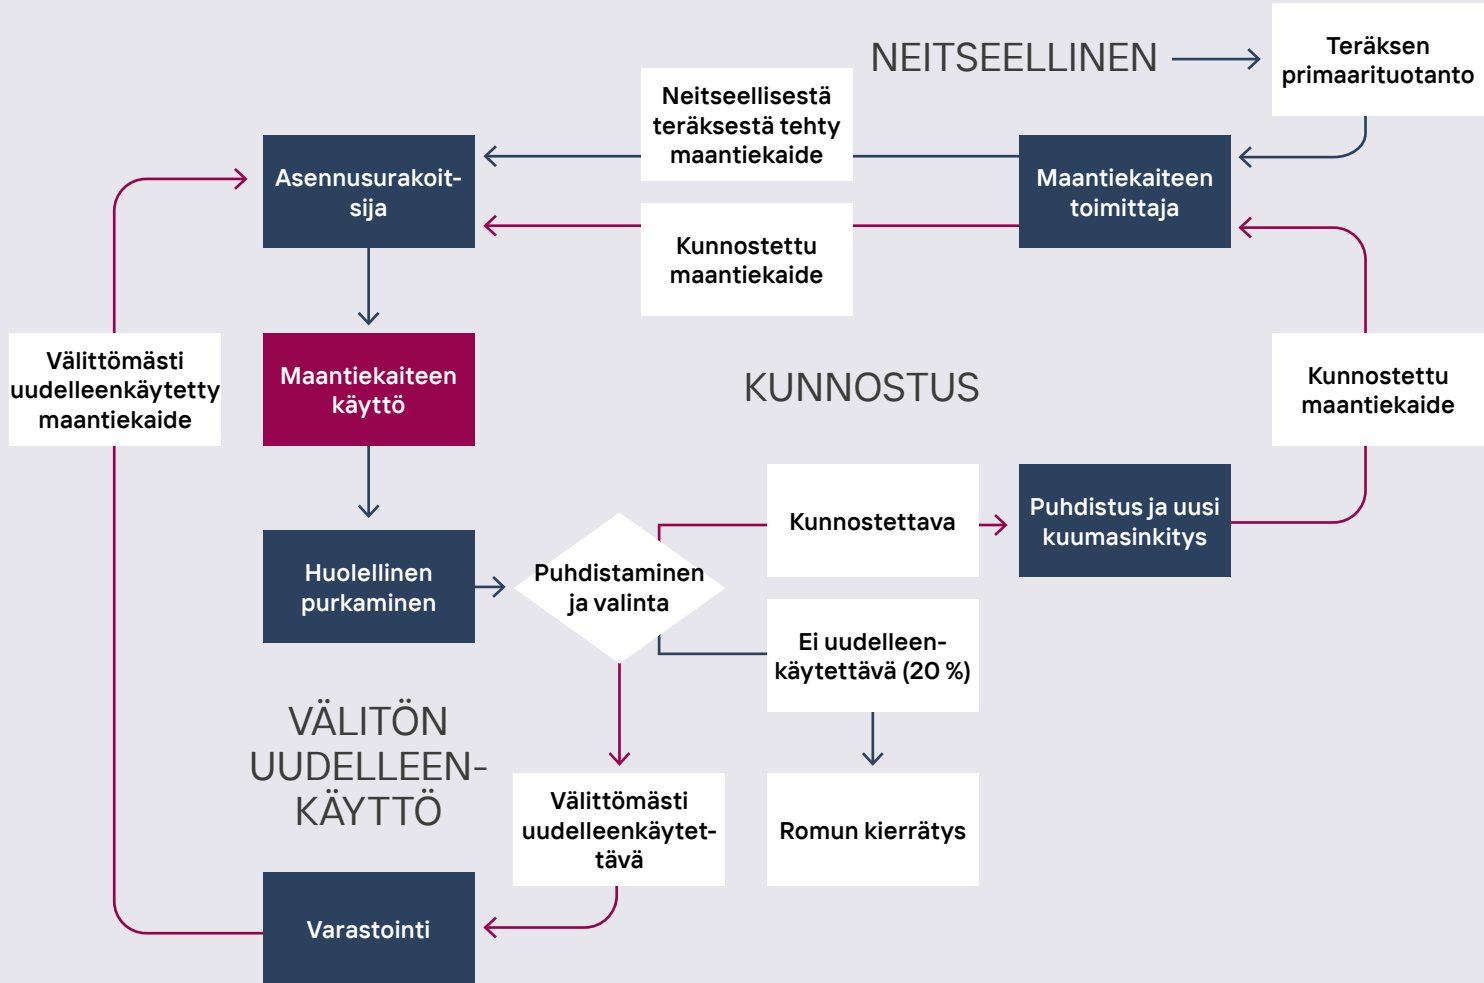 NEITSEELLINEN
Teräksen
primaarituotanto
Neitseellisestä
teräksestä tehty
maantiekaide
Asennusurakoit-
sija
Maantiekaiteen
toimittaja
Kunnostettu
maantiekaide
Välittömästi
uudelleenkäytetty
maantiekaide
Maantiekaiteen
käyttö
KUNNOSTUS
Kunnostettu
maantiekaide
Kunnostettava
Puhdistus ja uusi
kuumasinkitys
Huolellinen
purkaminen
Puhdistaminen
ja valinta
Ei uudelleen-
käytettävä (20 %)
VÄLITÖN
UUDELLEEN-
KÄYTTÖ
Välittömästi
uudelleenkäytet-
tävä
Romun kierrätys
Varastointi